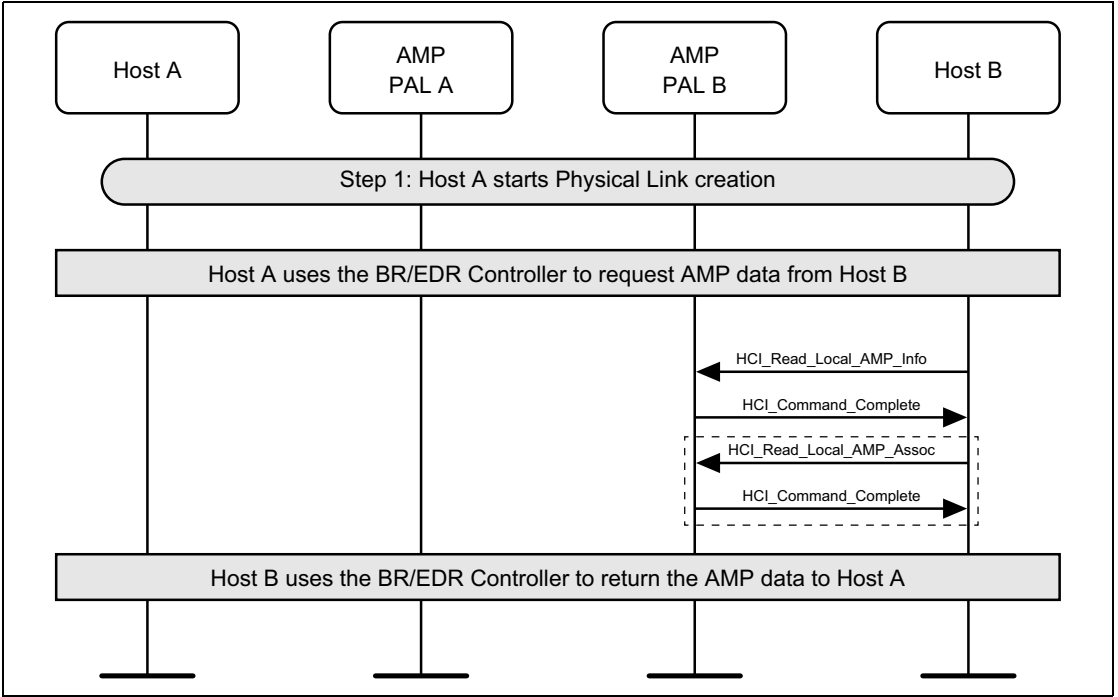 Host A
AMP
PAL A
AMP
PAL B
Host B
Step 1: Host A starts Physical Link creation
Host A uses the BR/EDR Controller to request AMP data from Host B
HCI_Read_Local_AMP_Info
HCI_Command_Complete
HCI_Read_Local_AMP_Assoc
HCI_Command_Complete
Host B uses the BR/EDR Controller to return the AMP data to Host A